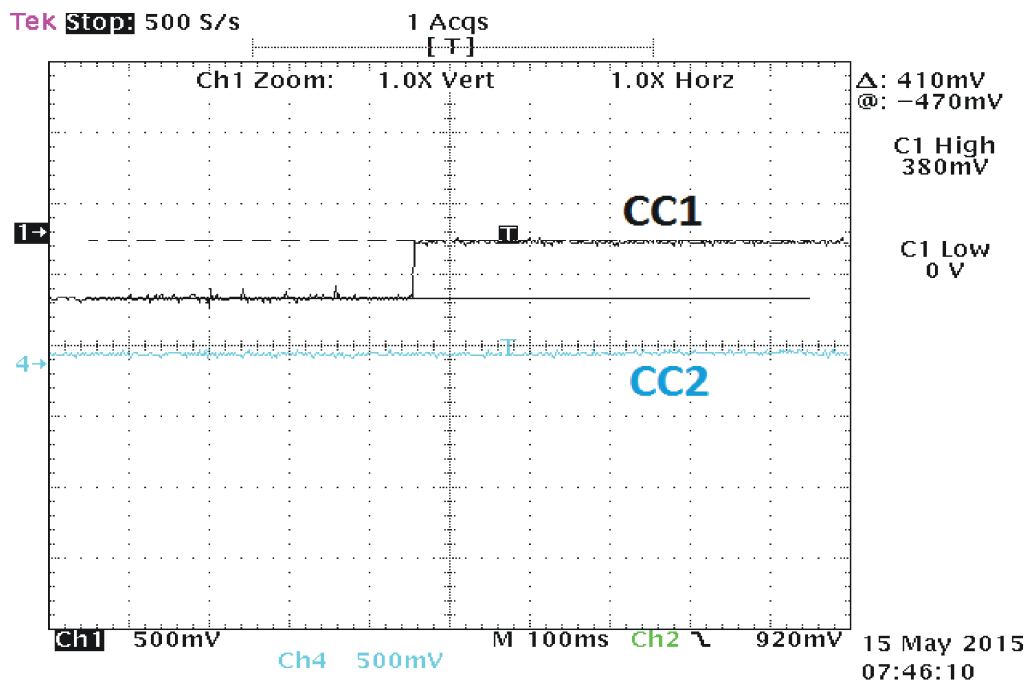 Tek Stop: 500 S/s 1 Acqs
[ T ]
Ch1 Zoom: 1.0X Vert 1.0X Horz
Δ: 410mV
@: −470mV
C1 High
380mV
CC1
1→
T
C1 Low
0 V
T
4→
CC2
Ch1 500mV M 100ms Ch2 920mV
Ch4 500mV
15 May 2015
07:46:10